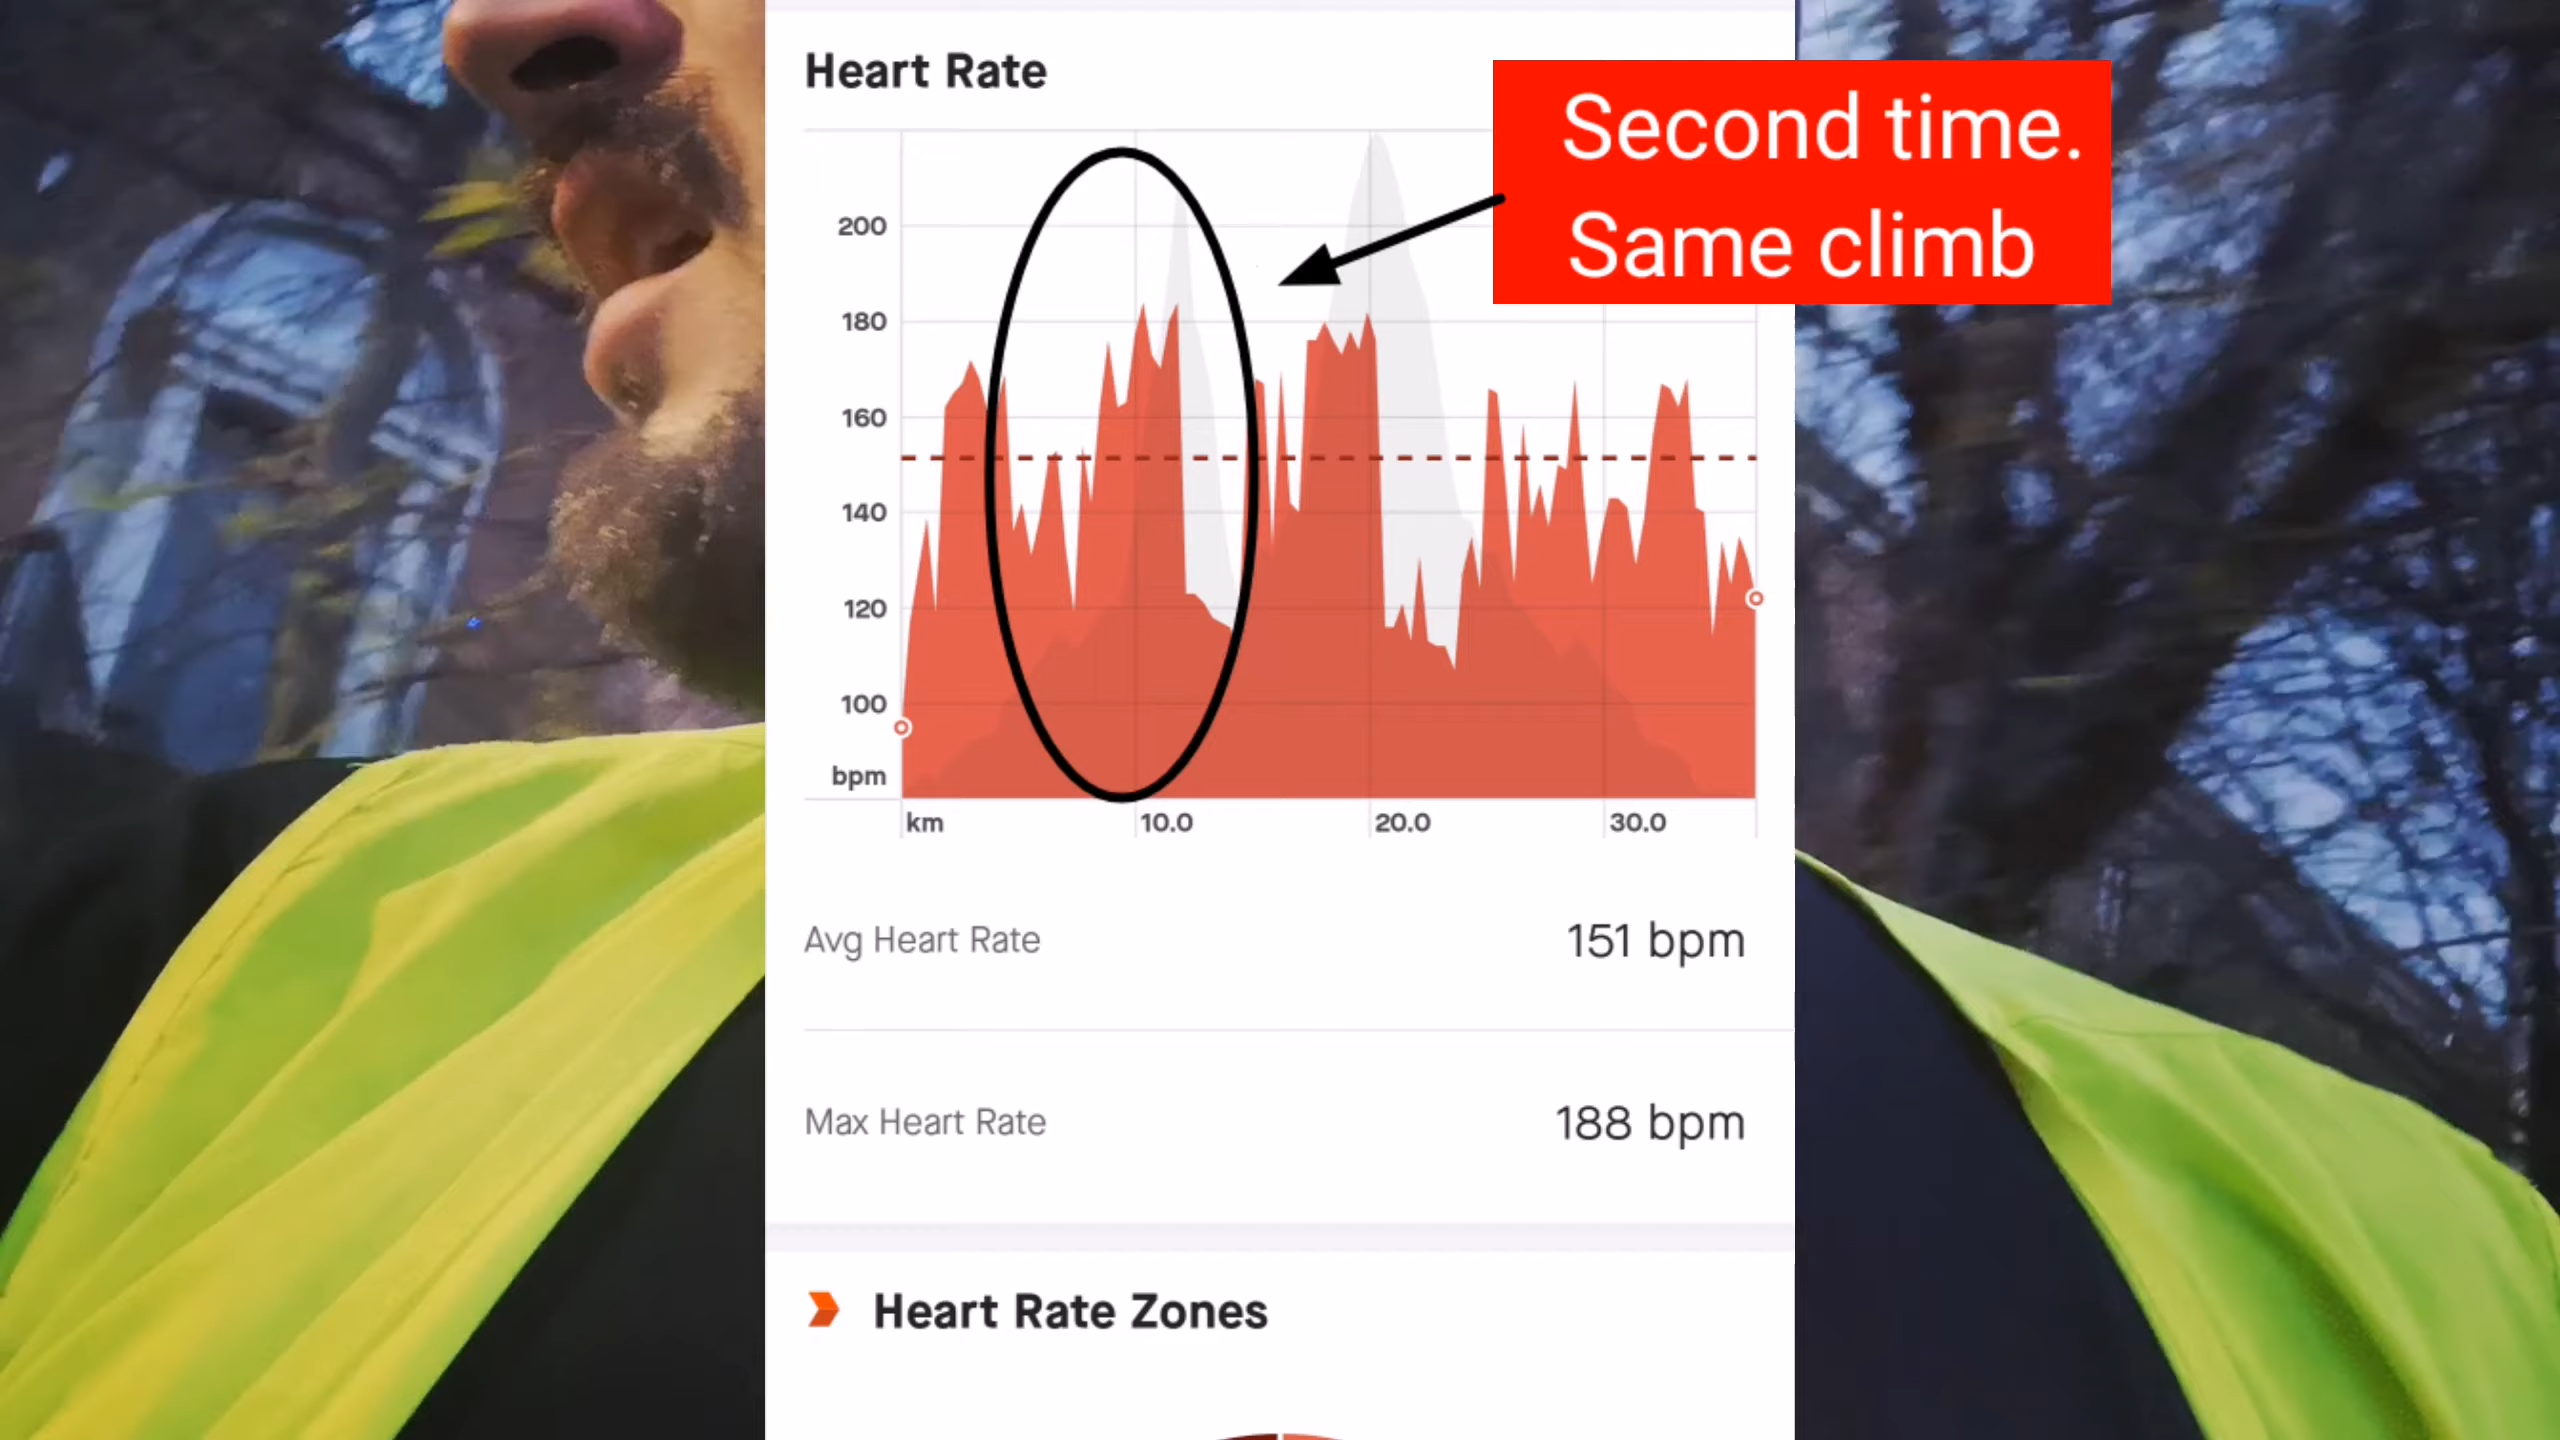 Heart Rate
Second time.
Same climb
200
180
160
140
120
100
bpm
km 10.0 20.0 30.0
Avg Heart Rate 151 bpm
Max Heart Rate 188 bpm
Heart Rate Zones